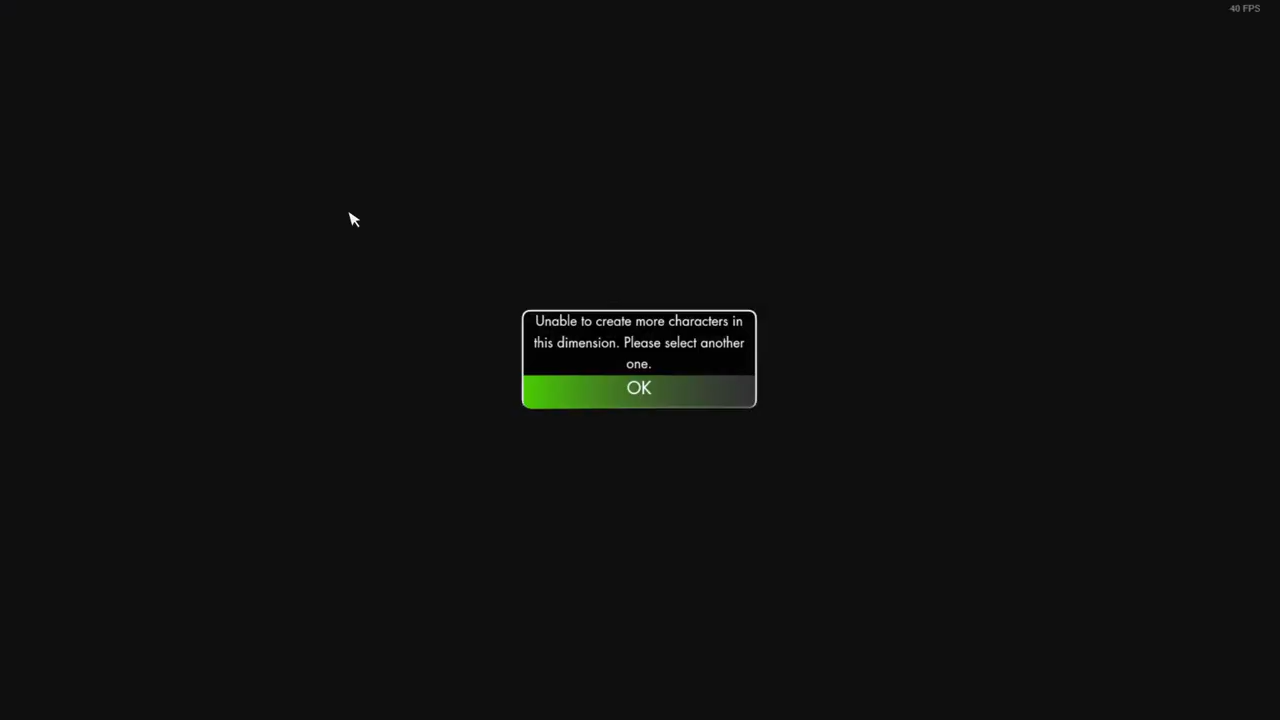 40 FPS
Unable to create more characters in
this dimension. Please select another
one.
OK